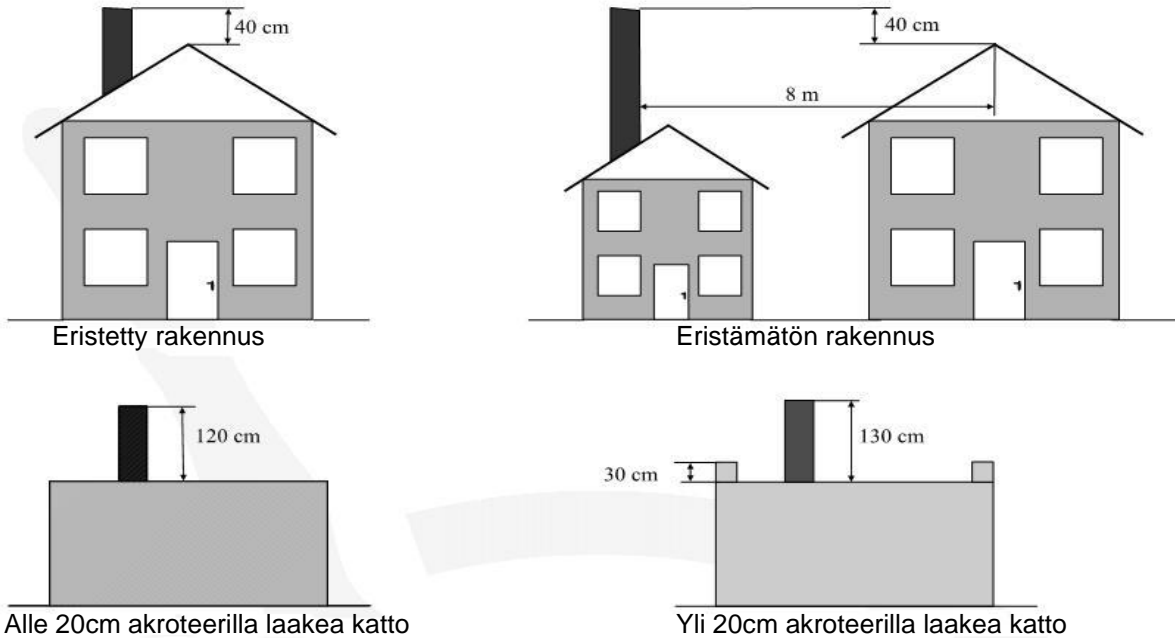 40 cm
40 cm
8 m
Eristetty rakennus
Eristämätön rakennus
120 cm
130 cm
30 cm
Alle 20cm akroteerilla laakea katto
Yli 20cm akroteerilla laakea katto